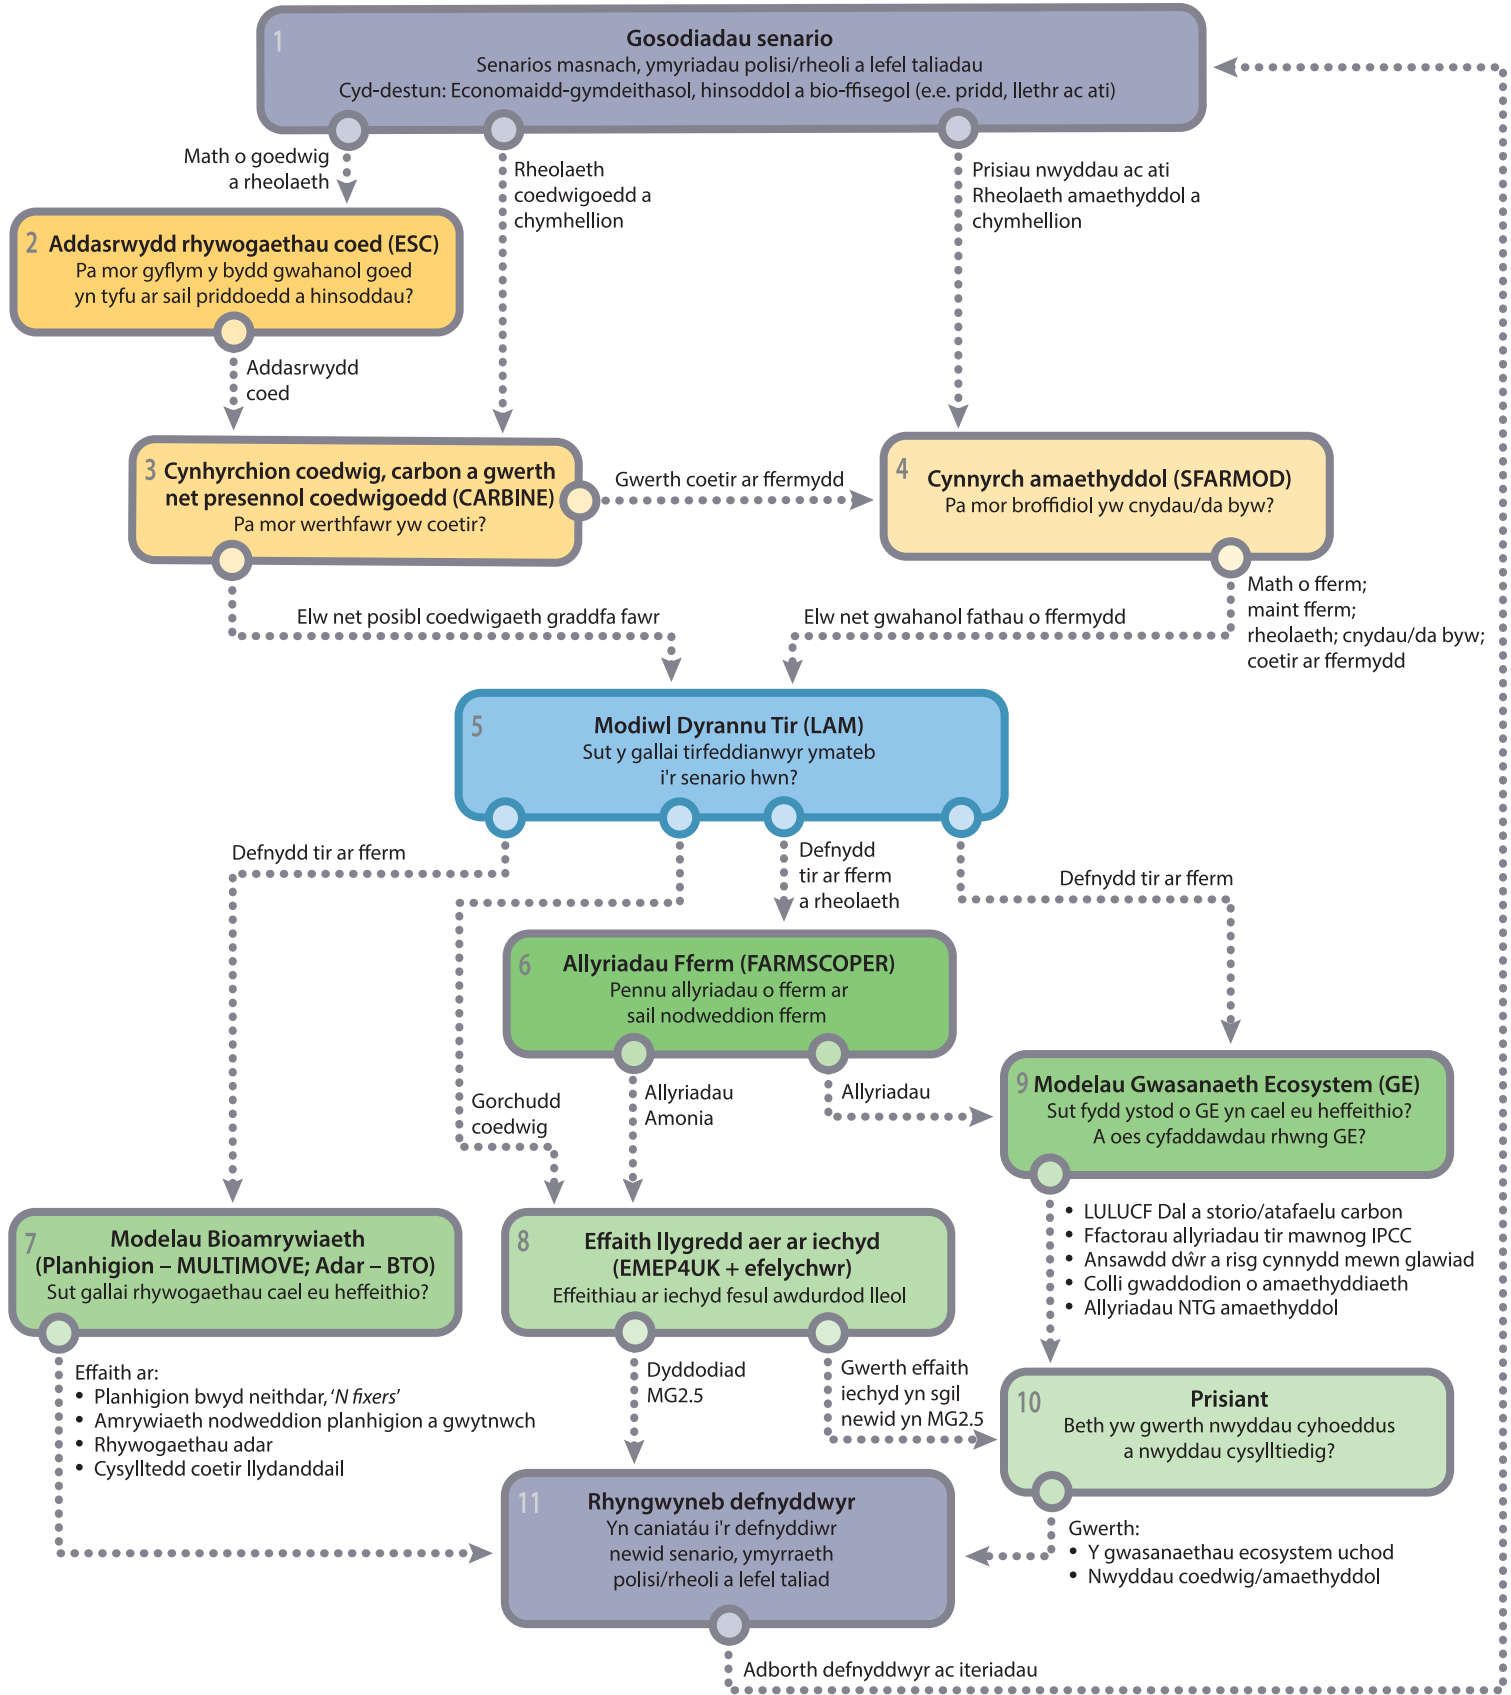 1
Gosodiadau senario
Senarios masnach, ymyriadau polisi/rheoli a lefel taliadau
Cyd-destun: Economaidd-gymdeithasol, hinsoddol a bio-ffisegol (e.e. pridd, llethr ac ati)
Math o goedwig
a rheolaeth
Rheolaeth
coedwigoedd a
chymhellion
Prisiau nwyddau ac ati
Rheolaeth amaethyddol a
chymhellion
2 Addasrwydd rhywogaethau coed (ESC)
Pa mor gyflym y bydd gwahanol goed
yn tyfu ar sail priddoedd a hinsoddau?
Addasrwydd
coed
3 Cynhyrchion coedwig, carbon a gwerth
net presennol coedwigoedd (CARBINE)
Pa mor werthfawr yw coetir?
Gwerth coetir ar ffermydd
4 Cynnyrch amaethyddol (SFARMOD)
Pa mor broffidiol yw cnydau/da byw?
Elw net posibl coedwigaeth graddfa fawr
Elw net gwahanol fathau o ffermydd
Math o fferm;
maint fferm;
rheolaeth; cnydau/da byw;
coetir ar ffermydd
5
Modiwl Dyrannu Tir (LAM)
Sut y gallai tirfeddianwyr ymateb
i'r senario hwn?
Defnydd tir ar fferm
Defnydd
tir ar fferm
a rheolaeth
Defnydd tir ar fferm
6 Allyriadau Fferm (FARMSCOPER)
Pennu allyriadau o fferm ar
sail nodweddion fferm
Gorchudd
coedwig
Allyriadau
Amonia
Allyriadau
9 Modelau Gwasanaeth Ecosystem (GE)
Sut fydd ystod o GE yn cael eu heffeithio?
A oes cyfaddawdau rhwng GE?
• LULUCF Dal a storio/atafaelu carbon
• Ffactorau allyriadau tir mawnog IPCC
• Ansawdd dŵr a risg cynnydd mewn glawiad
• Colli gwaddodion o amaethyddiaeth
• Allyriadau NTG amaethyddol
7
Modelau Bioamrywiaeth
(Planhigion – MULTIMOVE; Adar – BTO)
Sut gallai rhywogaethau cael eu heffeithio?
8
Effaith llygredd aer ar iechyd
(EMEP4UK + efelychwr)
Effeithiau ar iechyd fesul awdurdod lleol
Effaith ar:
• Planhigion bwyd neithdar, ‘N fixers’
• Amrywiaeth nodweddion planhigion a gwytnwch
• Rhywogaethau adar
• Cysylltedd coetir llydanddail
Dyddodiad
MG2.5
Gwerth effaith
iechyd yn sgil
newid yn MG2.5
10
Prisiant
Beth yw gwerth nwyddau cyhoeddus
a nwyddau cysylltiedig?
11
Rhyngwyneb defnyddwyr
Yn caniatáu i'r defnyddiwr
newid senario, ymyrraeth
polisi/rheoli a lefel taliad
Gwerth:
• Y gwasanaethau ecosystem uchod
• Nwyddau coedwig/amaethyddol
Adborth defnyddwyr ac iteriadau